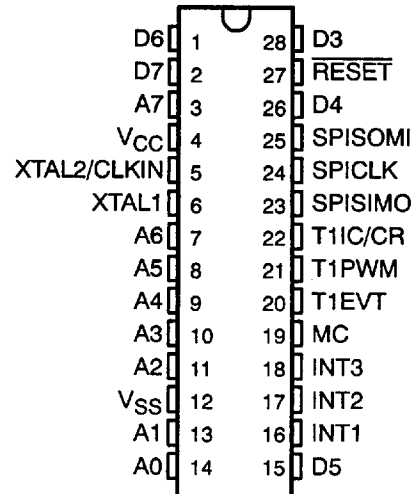 D6 1 28 D3
D7 2 27 RESET
A7 3 26 D4
VCC 4 25 SPISOMI
XTAL2/CLKIN 5 24 SPICLK
XTAL1 6 23 SPISIMO
A6 7 22 T1IC/CR
A5 8 21 T1PWM
A4 9 20 T1EVT
A3 10 19 MC
A2 11 18 INT3
VSS 12 17 INT2
A1 13 16 INT1
A0 14 15 D5